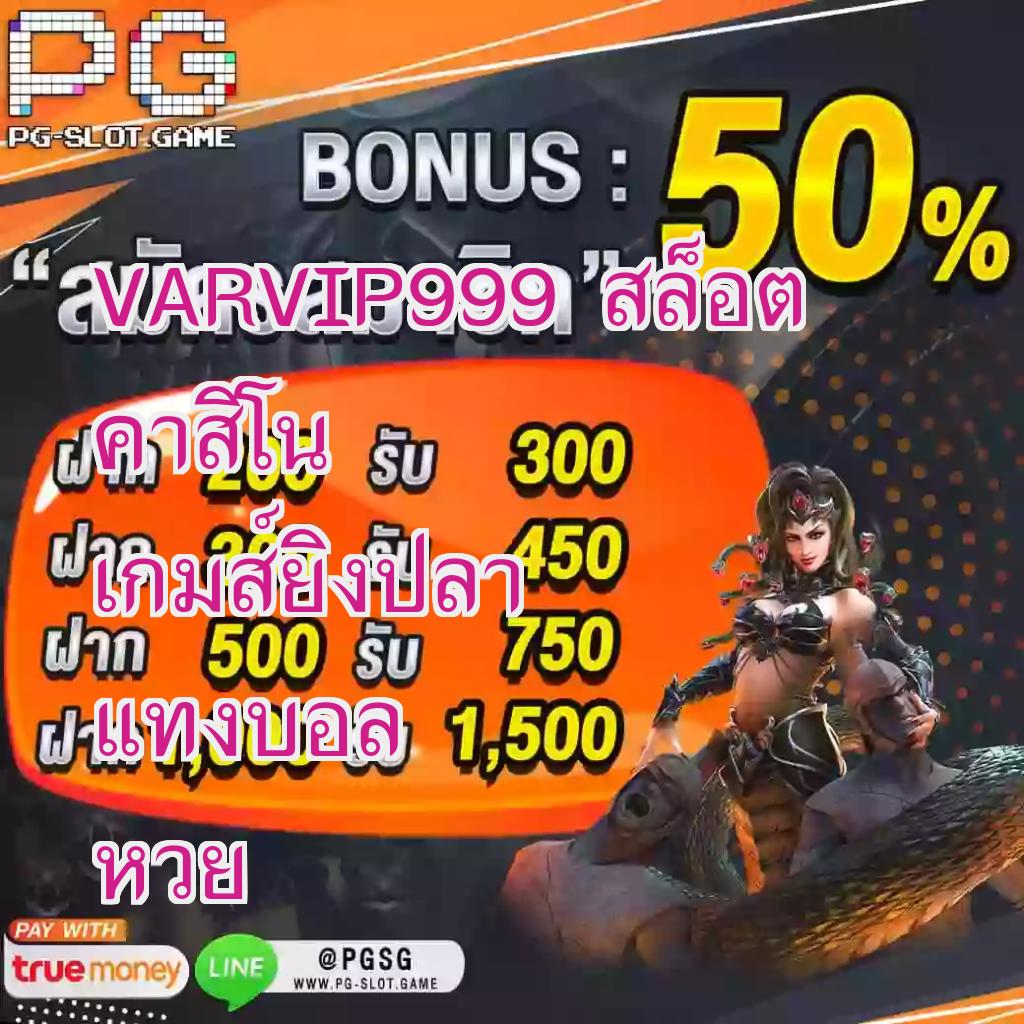 PG
PG-SLOT.GAME
BONUS : 50%
VARVIP999 สล็อต
คาสิโน
เกมส์ยิงปลา
แทงบอล
หวย
รับ 300
ฝาก 450
ฝาก 500 รับ 750
1,500
PAY WITH
truemoney
LINE
@PGSG
WWW.PG-SLOT.GAME